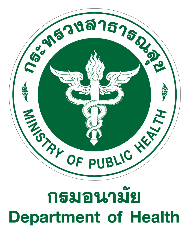 กระทรวงสาธารณสุข
MINISTRY OF PUBLIC HEALTH
กรมอนามัย
Department of Health